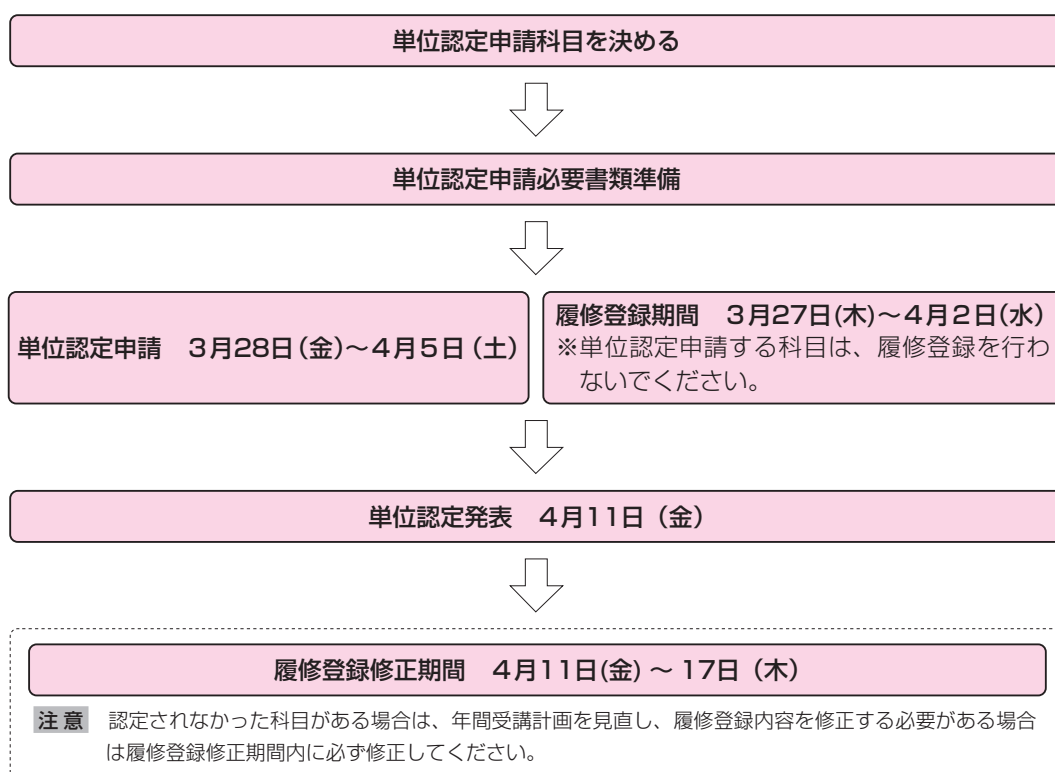 単位認定申請科目を決める
単位認定申請必要書類準備
単位認定申請　3月28日(金)～4月5日(土)
履修登録期間　3月27日(木)～4月2日(水)
※単位認定申請する科目は、履修登録を行わ
ないでください。
単位認定発表　4月11日（金）
履修登録修正期間　4月11日(金) ～ 17日（木）
注 意　認定されなかった科目がある場合は、年間受講計画を見直し、履修登録内容を修正する必要がある場合
は履修登録修正期間内に必ず修正してください。